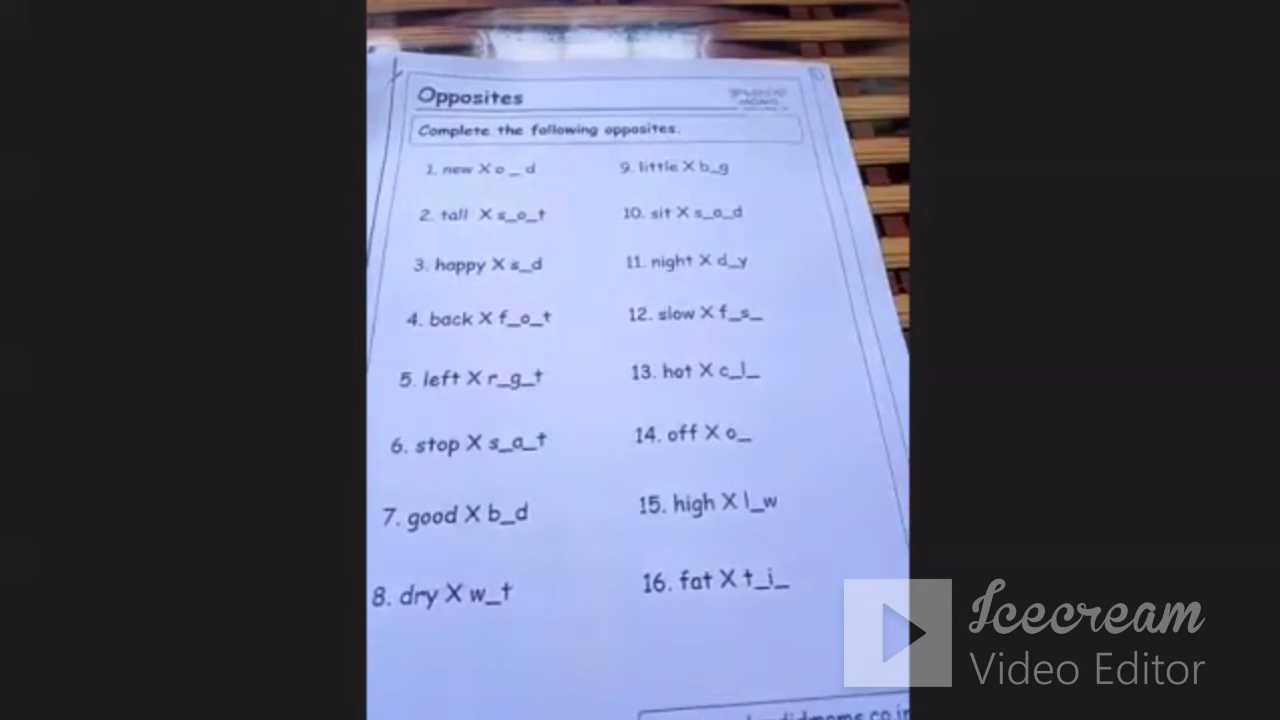 Opposites
SPLENDID
MOMS
Complete the following opposites.
1. new X o _ d
2. tall X s_o_t
3. happy X s_d
4. back X f_o_t
5. left X r_g_t
6. stop X s_a_t
7. good X b_d
8. dry X w_t
9. little X b_g
10. sit X s_a_d
11. night X d_y
12. slow X f_s_
13. hot X c_l_
14. off X o_
15. high X l_w
16. fat X t_i_
Icecream
Video Editor